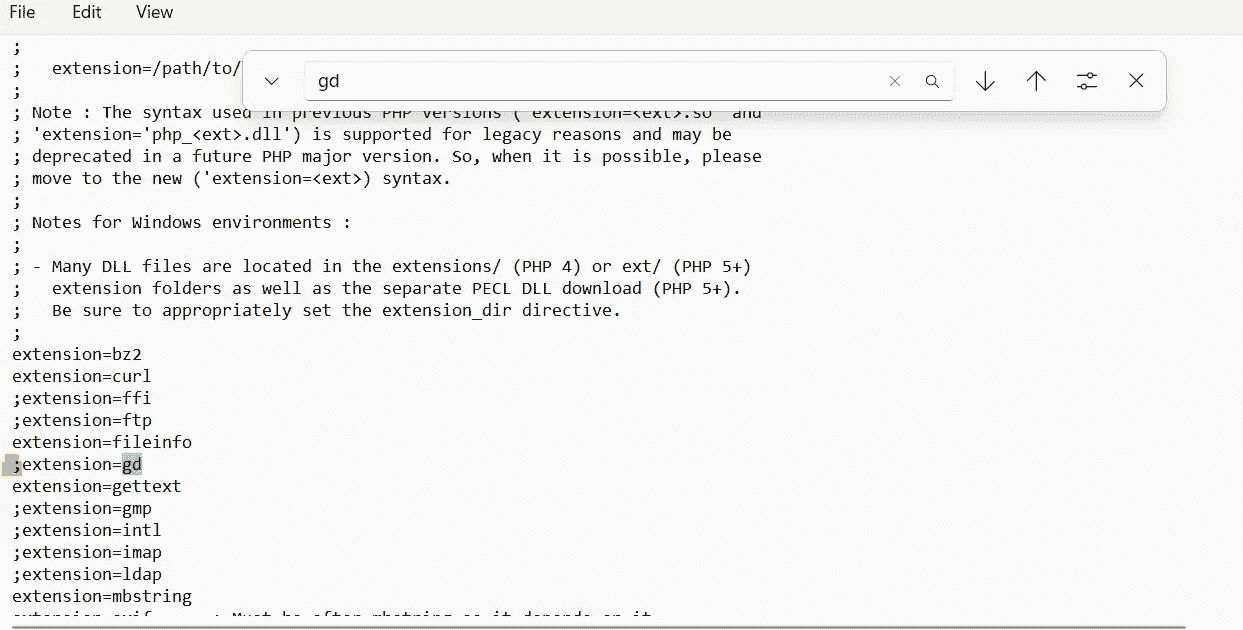 File Edit View
;
;   extension=/path/to/
gd
;
; Note : The syntax used in previous PHP versions ('extension=<ext>.so' and
; 'extension='php_<ext>.dll') is supported for legacy reasons and may be
; deprecated in a future PHP major version. So, when it is possible, please
; move to the new ('extension=<ext>) syntax.
;
; Notes for Windows environments :
;
; - Many DLL files are located in the extensions/ (PHP 4) or ext/ (PHP 5+)
;   extension folders as well as the separate PECL DLL download (PHP 5+).
;   Be sure to appropriately set the extension_dir directive.
;
extension=bz2
extension=curl
;extension=ffi
;extension=ftp
extension=fileinfo
;extension=gd
extension=gettext
;extension=gmp
;extension=intl
;extension=imap
;extension=ldap
extension=mbstring